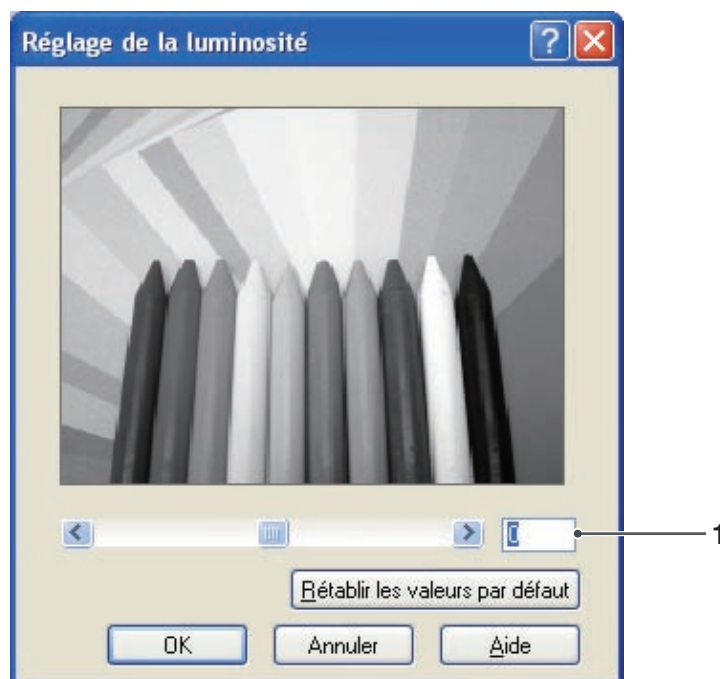 Réglage de la luminosité
0
1
Rétablir les valeurs par défaut
OK Annuler Aide